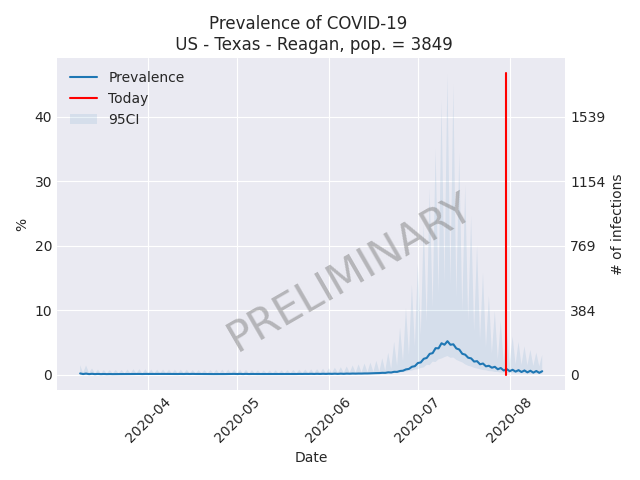 Prevalence of COVID-19
US - Texas - Reagan, pop. = 3849
Prevalence
Today
95CI
40
30
20
10
0
%
1539
1154
769
384
0
# of infections
PRELIMINARY
2020-04
2020-05
2020-06
2020-07
2020-08
Date